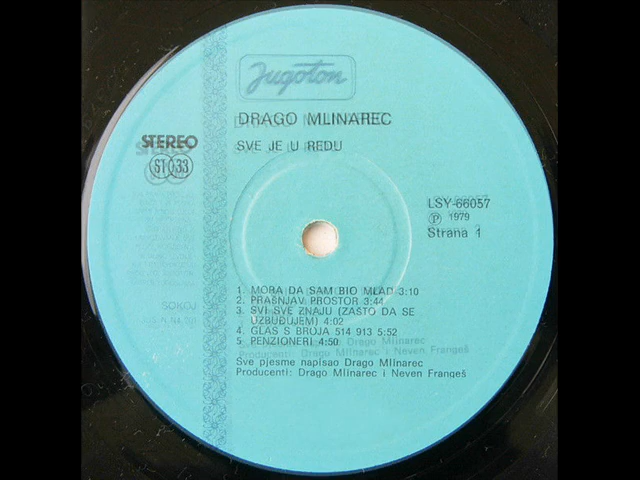 Jugoton
DRAGO MLINAREC
SVE JE U REDU
STEREO
ST 33
LSY-66057
P 1979
Strana 1
SOKOJ
1. MORA DA SAM BIO MLAD 3:10
2. PRAŠNJAV PROSTOR 3:44
3. SVI SVE ZNAJU (ZAŠTO DA SE
UZBUĐUJEM) 4:02
4. GLAS S BROJA 514 913 5:52
5 PENZIONERI 4:50
Sve pjesme napisao Drago Mlinarec
Producenti: Drago Mlinarec i Neven Frangeš